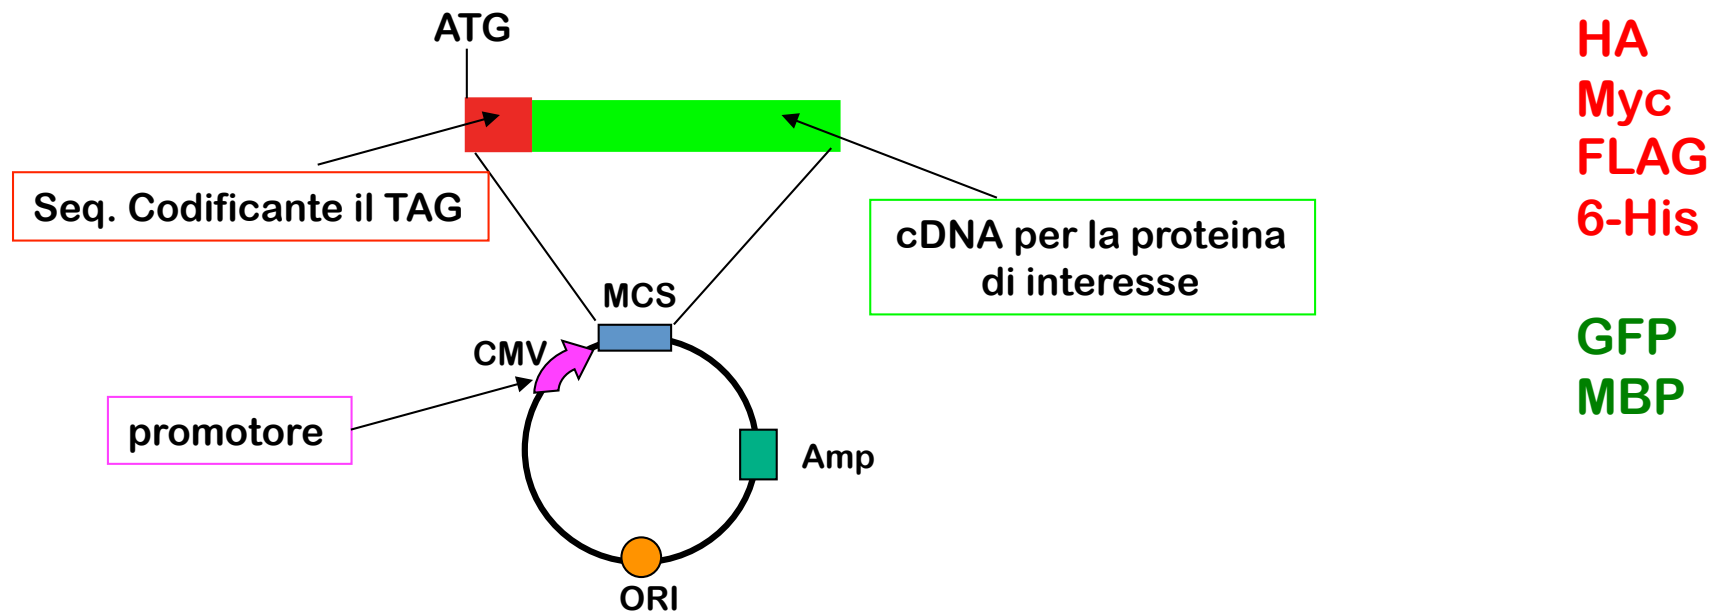 ATG
Seq. Codificante il TAG
cDNA per la proteina
di interesse
MCS
CMV
promotore
Amp
ORI
HA
Myc
FLAG
6-His
GFP
MBP